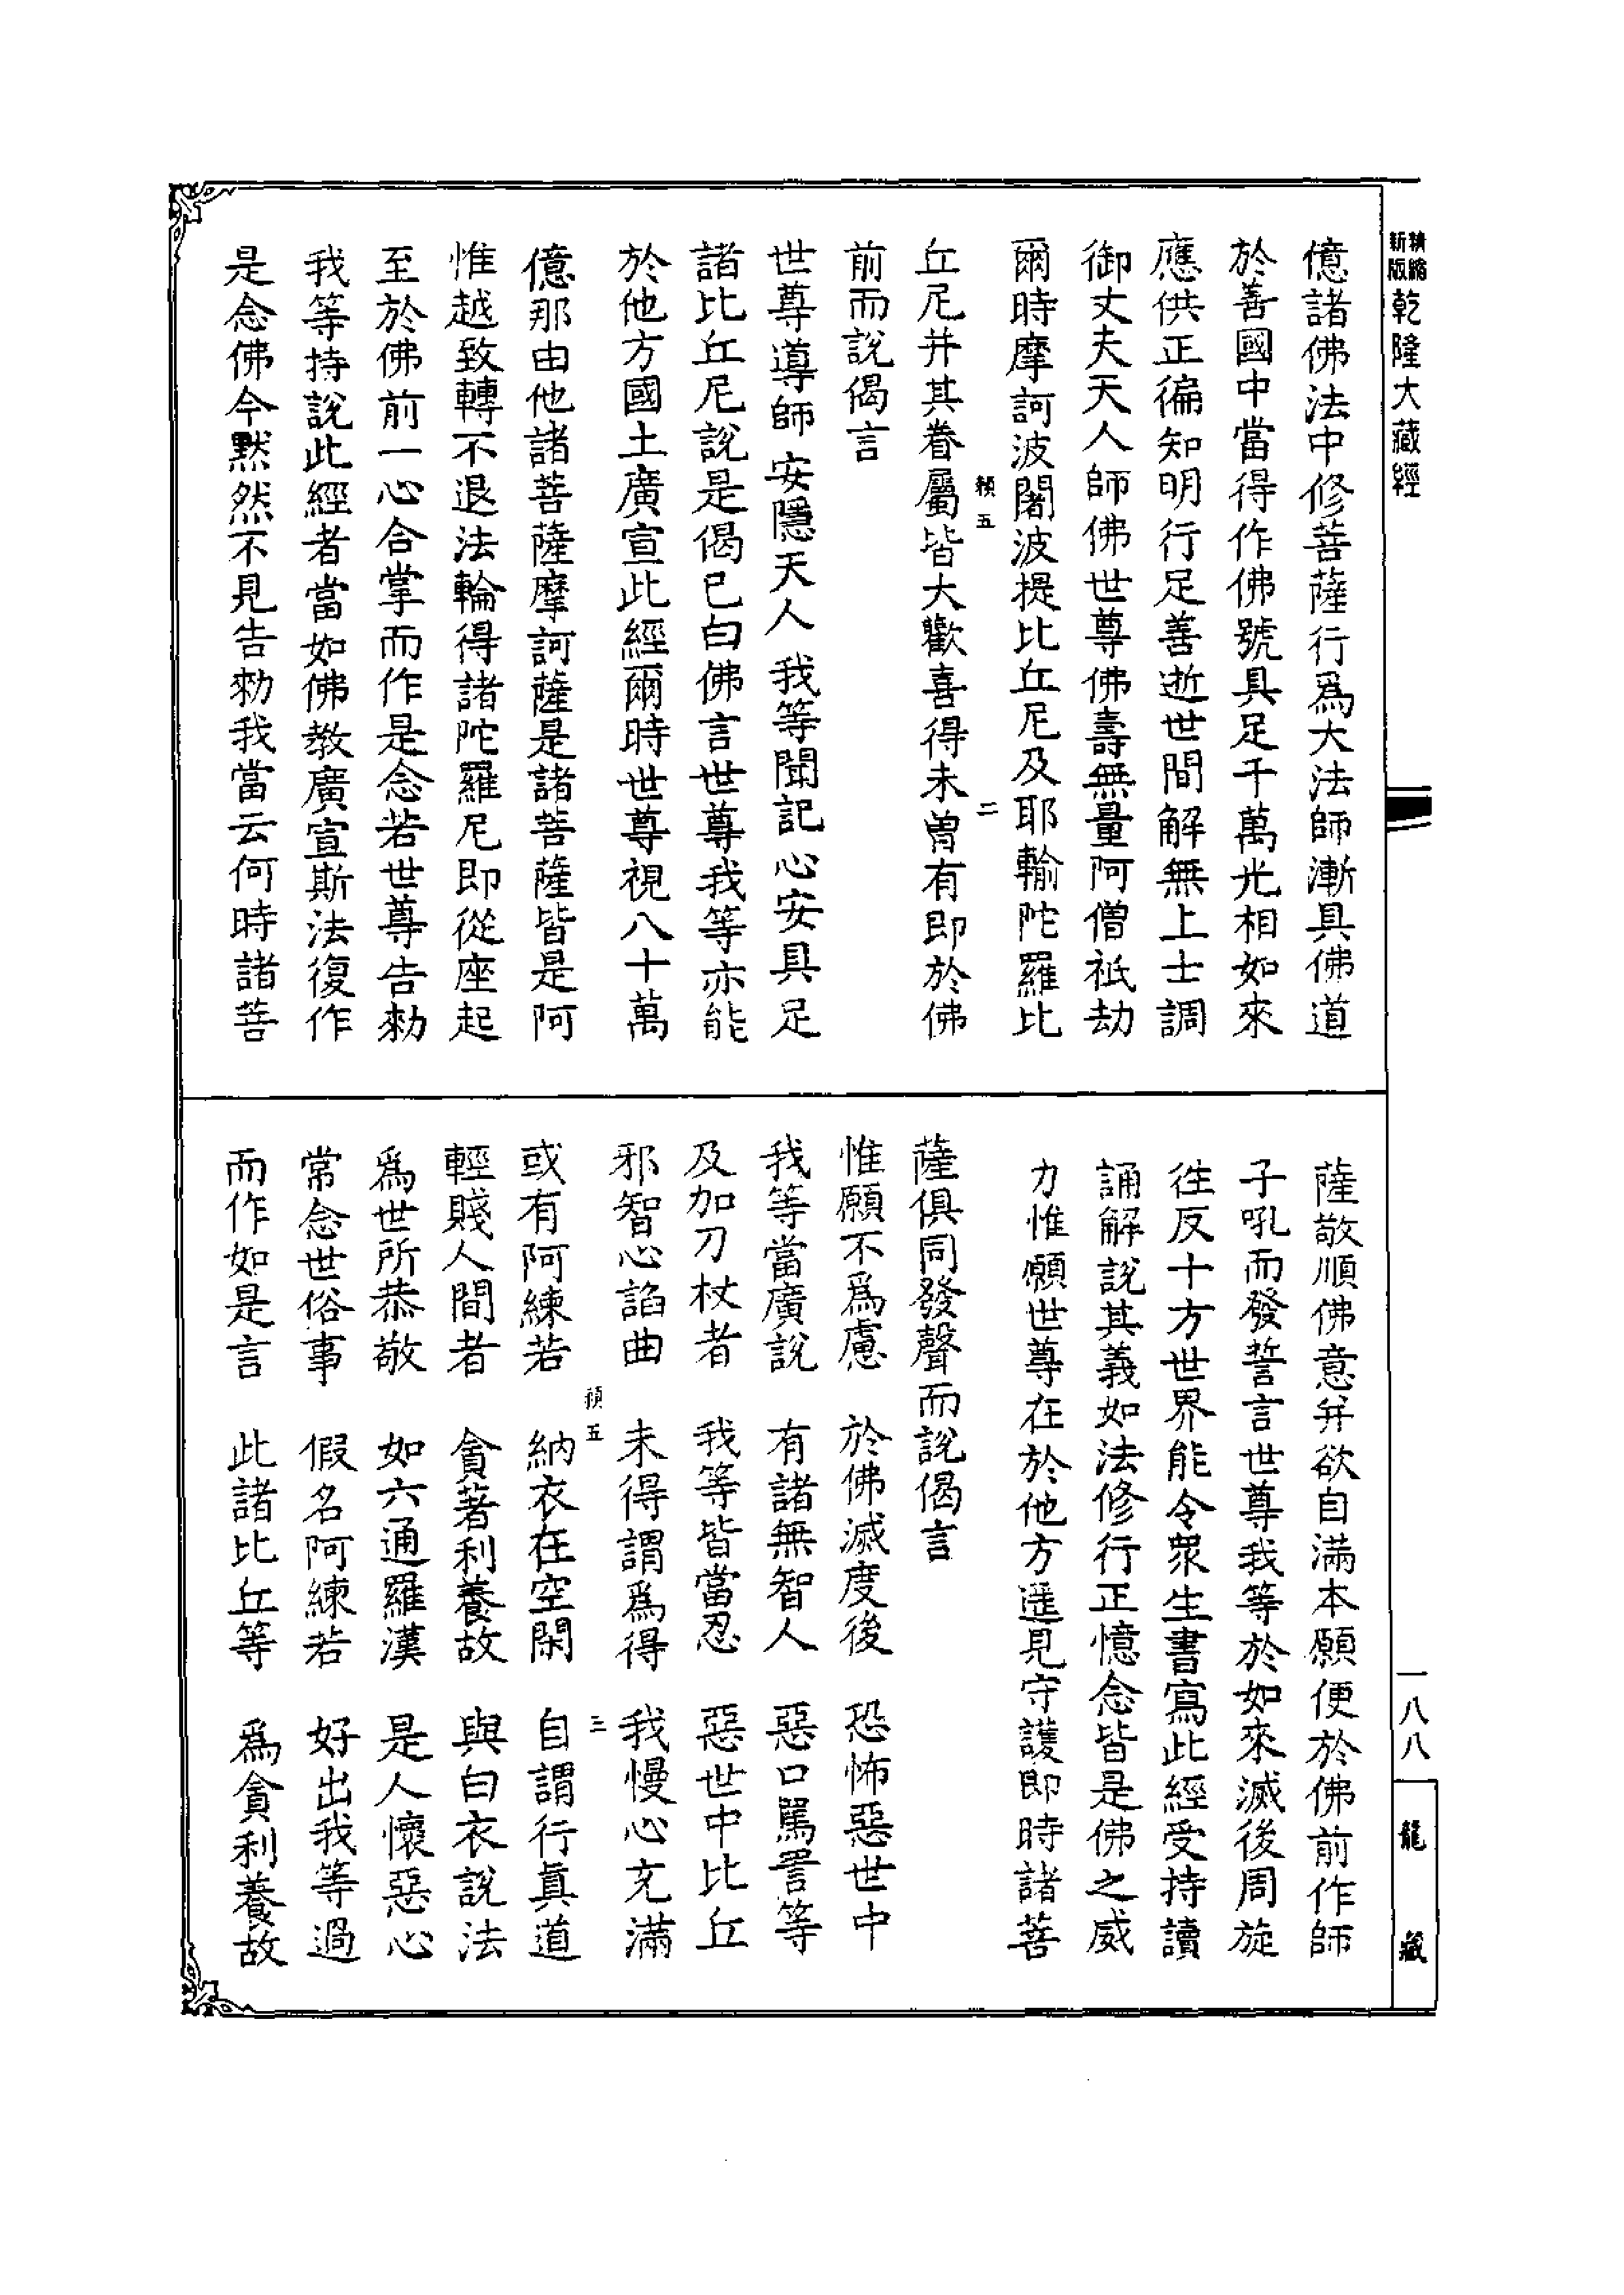 精縮
新版
乾隆大藏經
億諸佛法中修菩薩行爲大法師漸具佛道
於善國中當得作佛號具足千萬光相如來
應供正徧知明行足善逝世間解無上士調
御丈夫天人師佛世尊佛壽無量阿僧祇劫
爾時摩訶波闍波提比丘尼及耶輸陀羅比
丘尼并其眷屬皆大歡喜得未曾有即於佛
前而說偈言
世尊導師 安隱天人 我等聞記 心安具足
諸比丘尼說是偈已白佛言世尊我等亦能
於他方國土廣宣此經爾時世尊視八十萬
億那由他諸菩薩摩訶薩是諸菩薩皆是阿
惟越致轉不退法輪得諸陀羅尼即從座起
至於佛前一心合掌而作是念若世尊告勑
我等持說此經者當如佛教廣宣斯法復作
是念佛今默然不見告勑我當云何時諸菩
薩敬順佛意并欲自滿本願便於佛前作師
子吼而發誓言世尊我等於如來滅後周旋
徃反十方世界能令眾生書寫此經受持讀
誦解說其義如法修行正憶念皆是佛之威
力惟願世尊在於他方遥見守護即時諸菩
薩俱同發聲而說偈言
惟願不爲慮 於佛滅度後 恐怖惡世中
我等當廣說 有諸無智人 惡口罵詈等
及加刀杖者 我等皆當忍 惡世中比丘
邪智心諂曲 未得謂爲得 我慢心充滿
或有阿練若 納衣在空閑 自謂行眞道
輕賤人間者 貪著利養故 與白衣說法
爲世所恭敬 如六通羅漢 是人懷惡心
常念世俗事 假名阿練若 好出我等過
而作如是言 此諸比丘等 爲貪利養故
一八八
龍藏